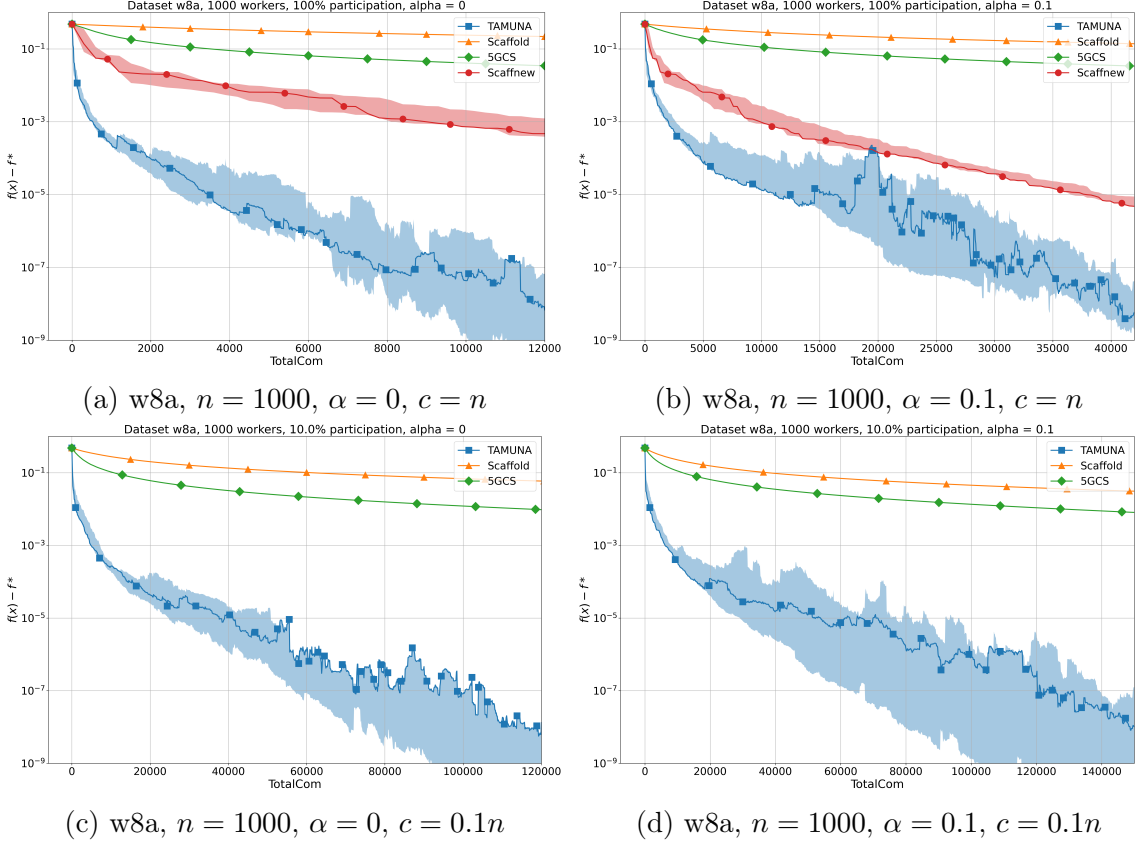 Dataset w8a, 1000 workers, 100% participation, alpha = 0
TAMUNA
Scaffold
5GCS
Scaffnew
10⁻¹
10⁻³
10⁻⁵
10⁻⁷
10⁻⁹
f(x) − f*
0 2000 4000 6000 8000 10000 12000
TotalCom
(a) w8a, n = 1000, α = 0, c = n
Dataset w8a, 1000 workers, 100% participation, alpha = 0.1
TAMUNA
Scaffold
5GCS
Scaffnew
10⁻¹
10⁻³
10⁻⁵
10⁻⁷
10⁻⁹
f(x) − f*
0 5000 10000 15000 20000 25000 30000 35000 40000
TotalCom
(b) w8a, n = 1000, α = 0.1, c = n
Dataset w8a, 1000 workers, 10.0% participation, alpha = 0
TAMUNA
Scaffold
5GCS
10⁻¹
10⁻³
10⁻⁵
10⁻⁷
10⁻⁹
f(x) − f*
0 20000 40000 60000 80000 100000 120000
TotalCom
(c) w8a, n = 1000, α = 0, c = 0.1n
Dataset w8a, 1000 workers, 10.0% participation, alpha = 0.1
TAMUNA
Scaffold
5GCS
10⁻¹
10⁻³
10⁻⁵
10⁻⁷
10⁻⁹
f(x) − f*
0 20000 40000 60000 80000 100000 120000 140000
TotalCom
(d) w8a, n = 1000, α = 0.1, c = 0.1n